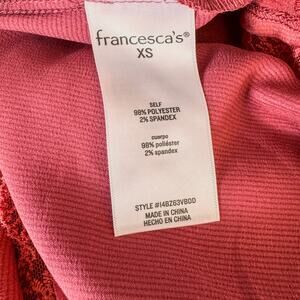 francesca's®
XS
SELF
98% POLYESTER
2% SPANDEX
cuerpo
98% poliéster
2% spandex
STYLE #I4BZ63VBOD
MADE IN CHINA
HECHO EN CHINA